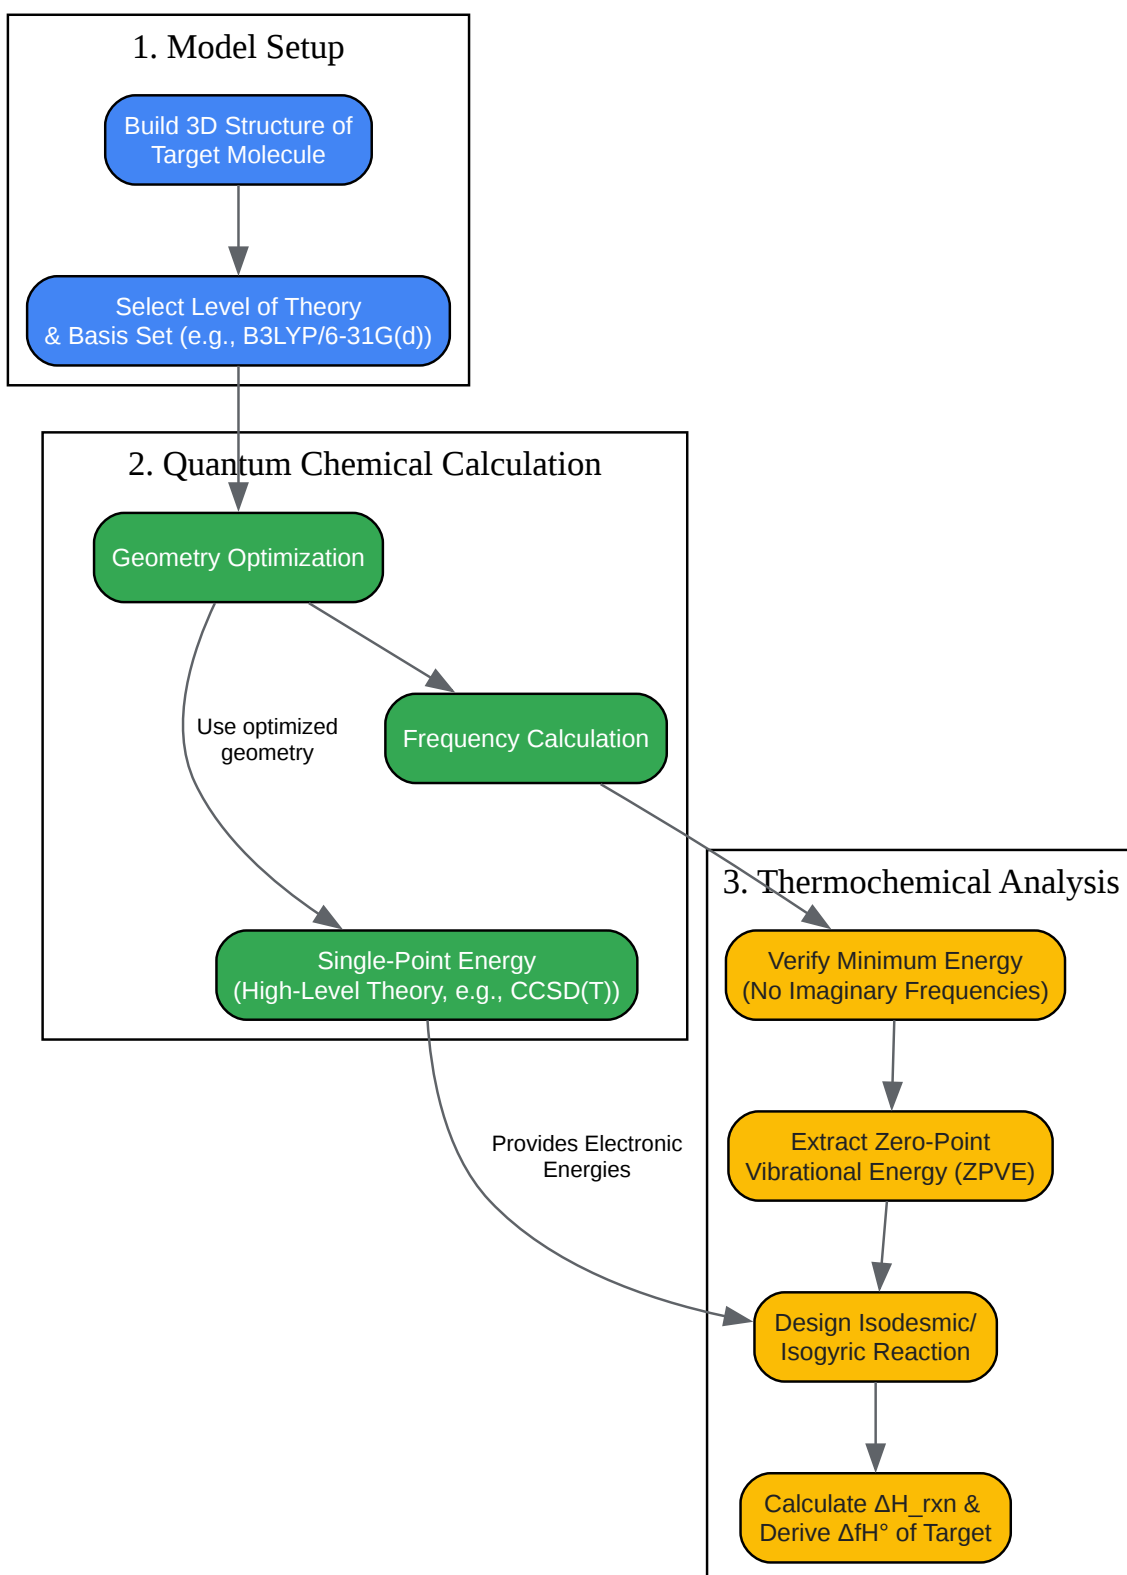 1. Model Setup
Build 3D Structure of
Target Molecule
Select Level of Theory
& Basis Set (e.g., B3LYP/6-31G(d))
2. Quantum Chemical Calculation
Geometry Optimization
Use optimized
geometry
Frequency Calculation
Single-Point Energy
(High-Level Theory, e.g., CCSD(T))
Provides Electronic
Energies
3. Thermochemical Analysis
Verify Minimum Energy
(No Imaginary Frequencies)
Extract Zero-Point
Vibrational Energy (ZPVE)
Design Isodesmic/
Isogyric Reaction
Calculate ΔH_rxn &
Derive ΔfH° of Target